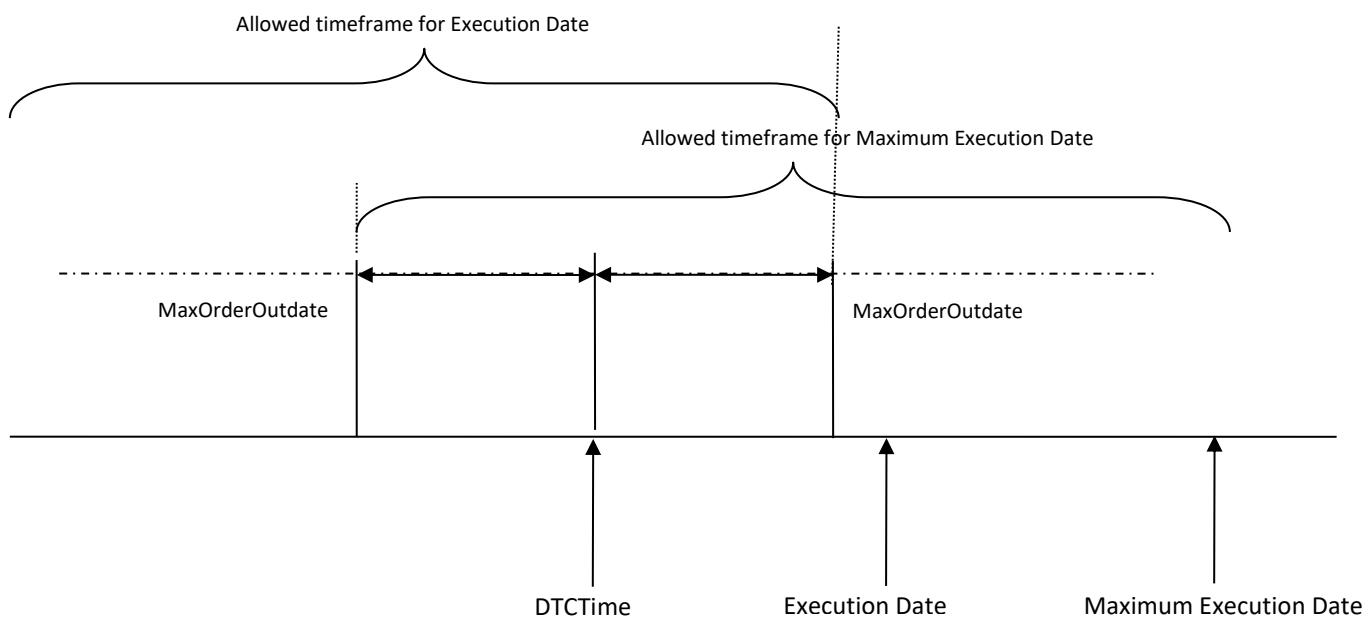 Allowed timeframe for Execution Date
Allowed timeframe for Maximum Execution Date
MaxOrderOutdate
MaxOrderOutdate
DTCTime
Execution Date
Maximum Execution Date